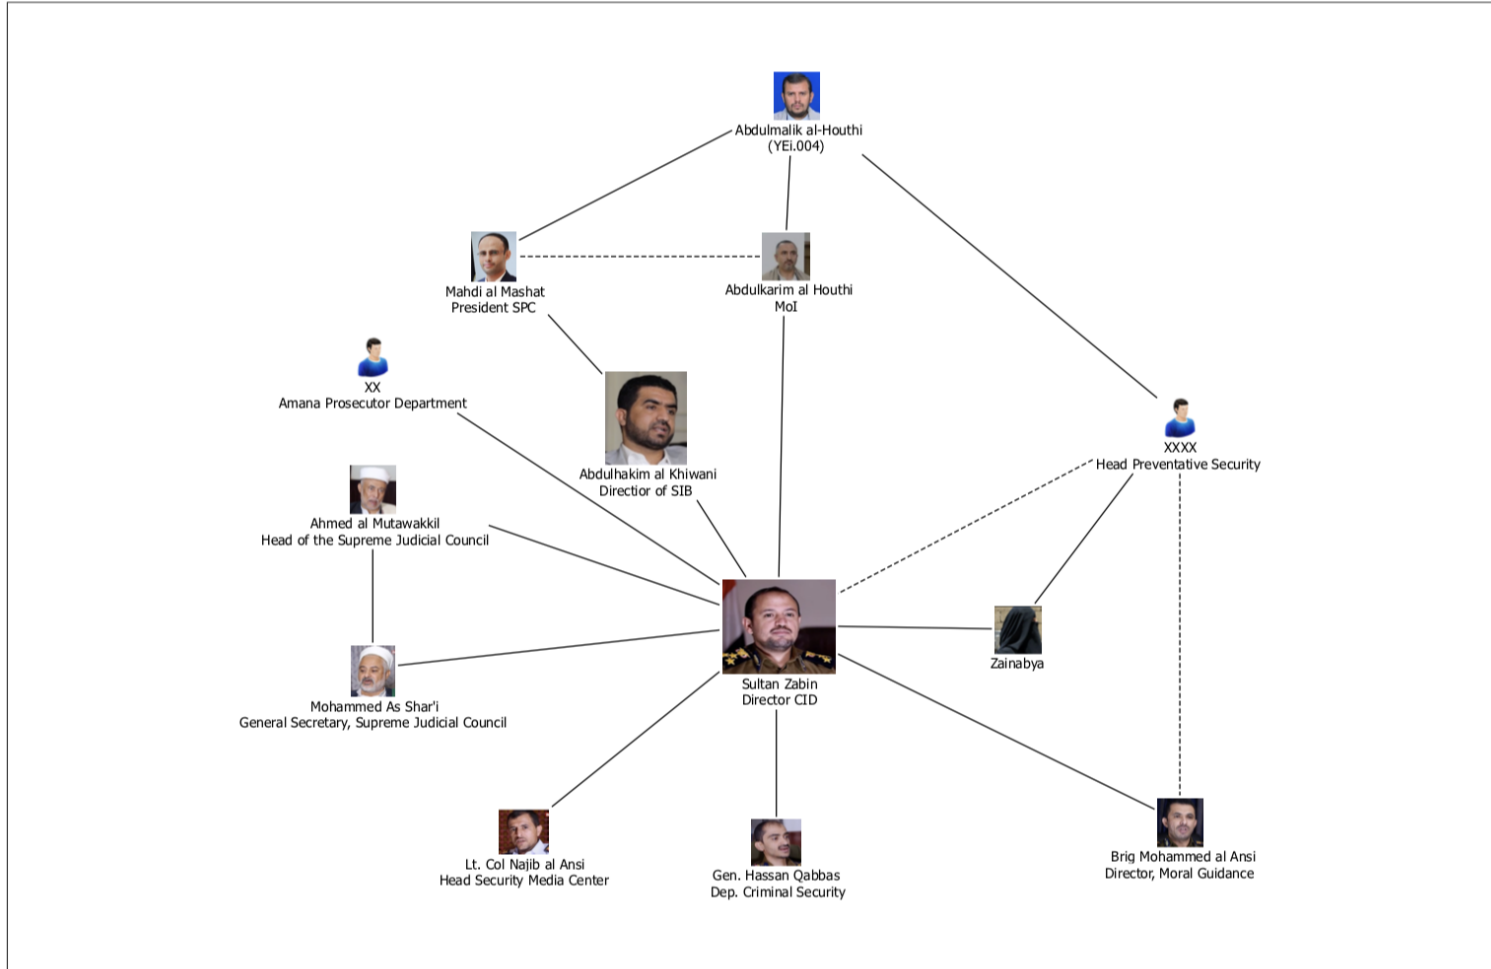 Abdulmalik al-Houthi
(YEi.004)
Mahdi al Mashat
President SPC
Abdulkarim al Houthi
MoI
XX
Amana Prosecutor Department
Abdulhakim al Khiwani
Directior of SIB
XXXX
Head Preventative Security
Ahmed al Mutawakkil
Head of the Supreme Judicial Council
Zainabya
Sultan Zabin
Director CID
Mohammed As Shar'i
General Secretary, Supreme Judicial Council
Lt. Col Najib al Ansi
Head Security Media Center
Gen. Hassan Qabbas
Dep. Criminal Security
Brig Mohammed al Ansi
Director, Moral Guidance